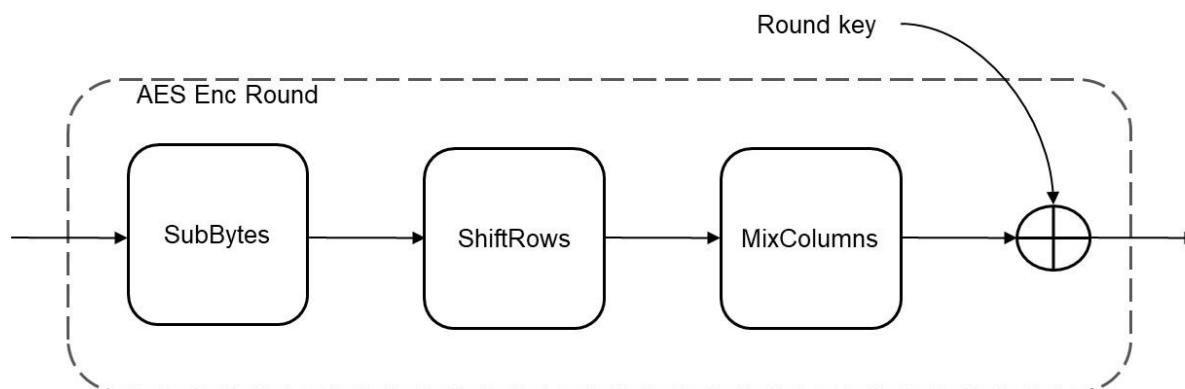 Round key
AES Enc Round
SubBytes
ShiftRows
MixColumns